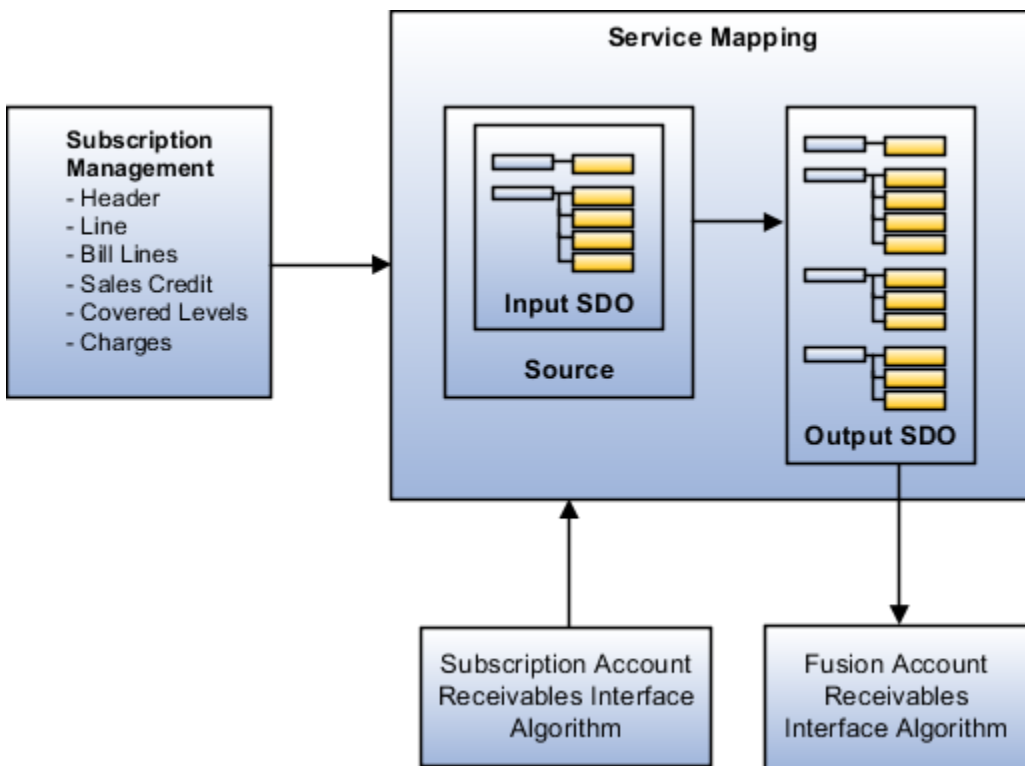 Service Mapping
Subscription
Management
- Header
- Line
- Bill Lines
- Sales Credit
- Covered Levels
- Charges
Input SDO
Source
Output SDO
Subscription Account
Receivables Interface
Algorithm
Fusion Account
Receivables
Interface Algorithm